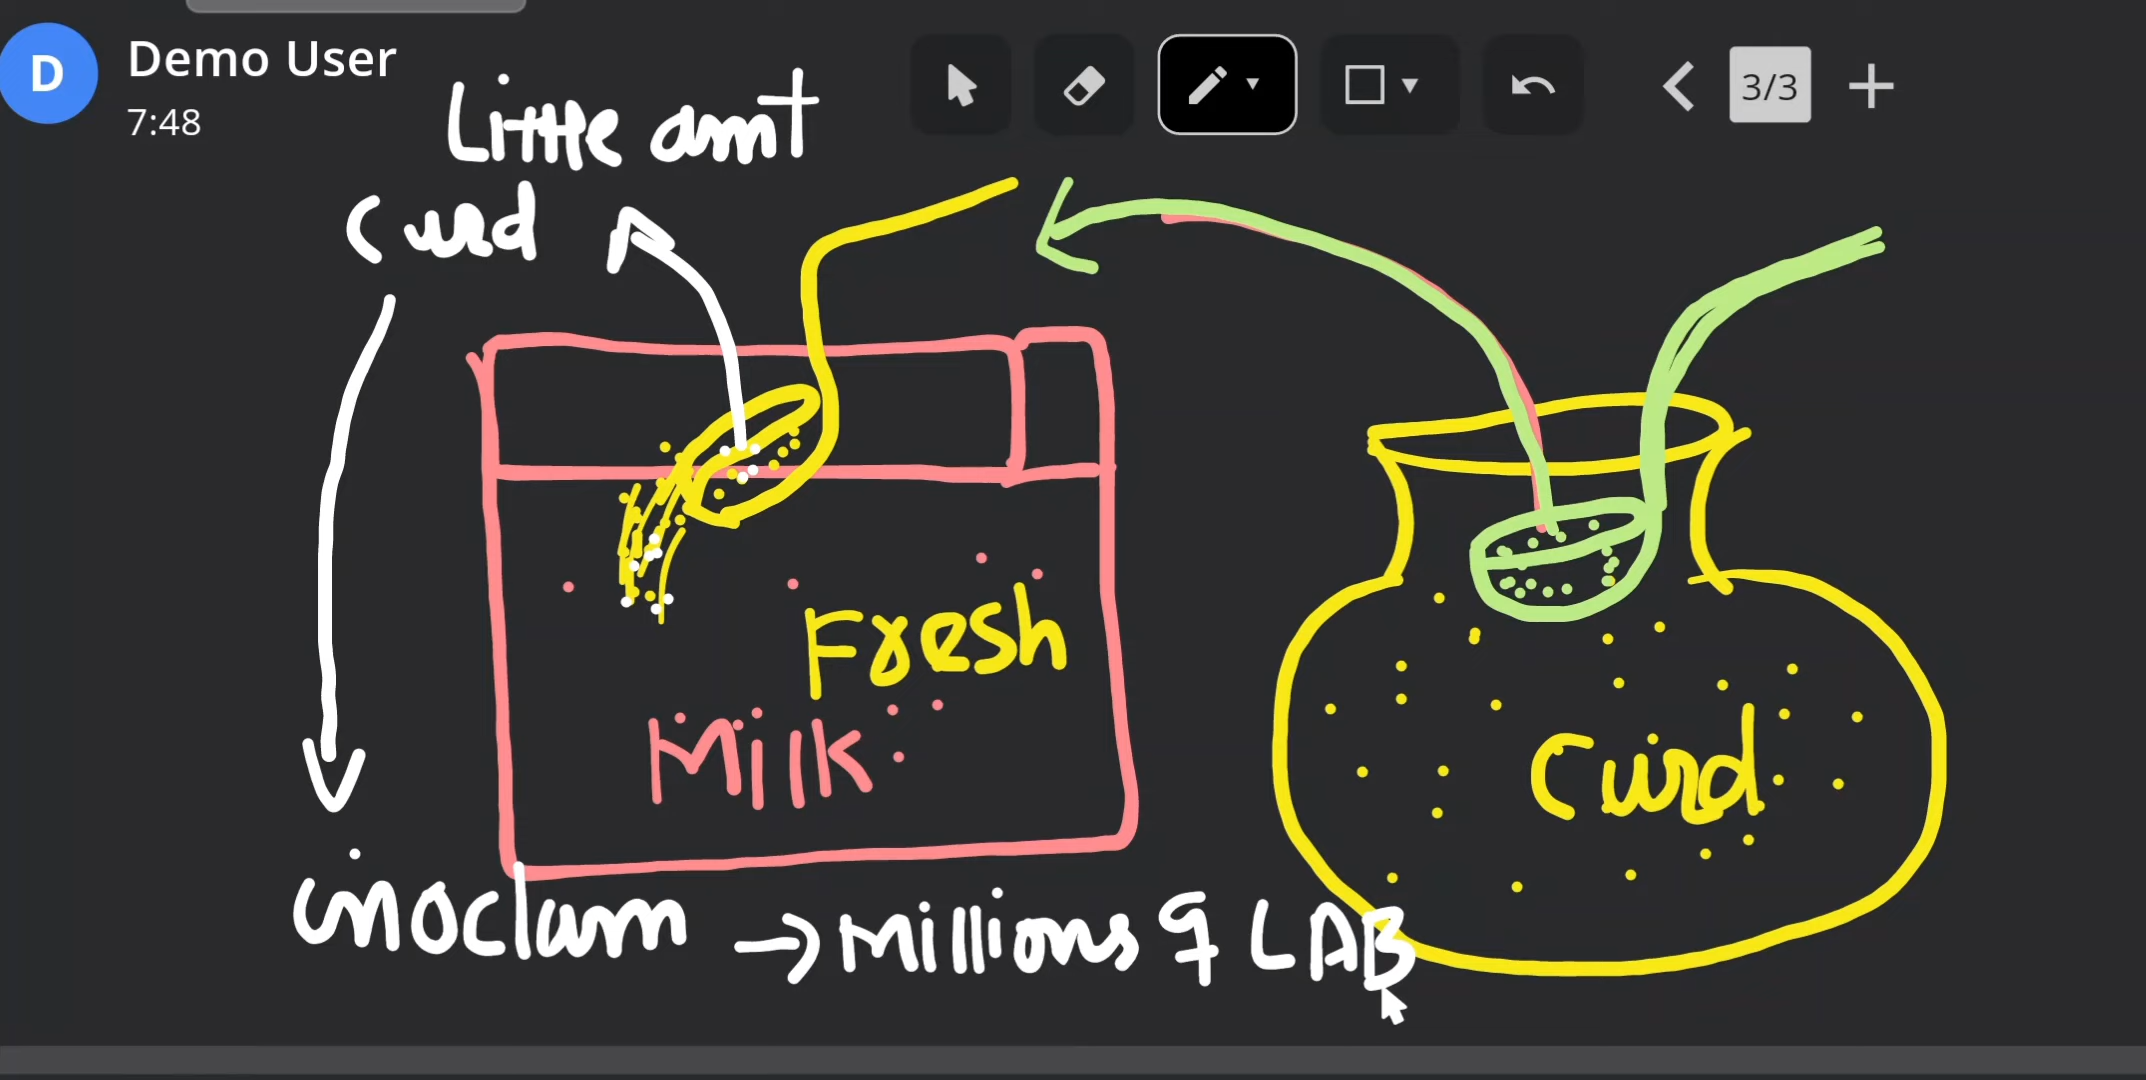 D
Demo User
7:48
3/3
Little amt
curd
Fresh
Milk
curd
inoclum → Millions of LAB